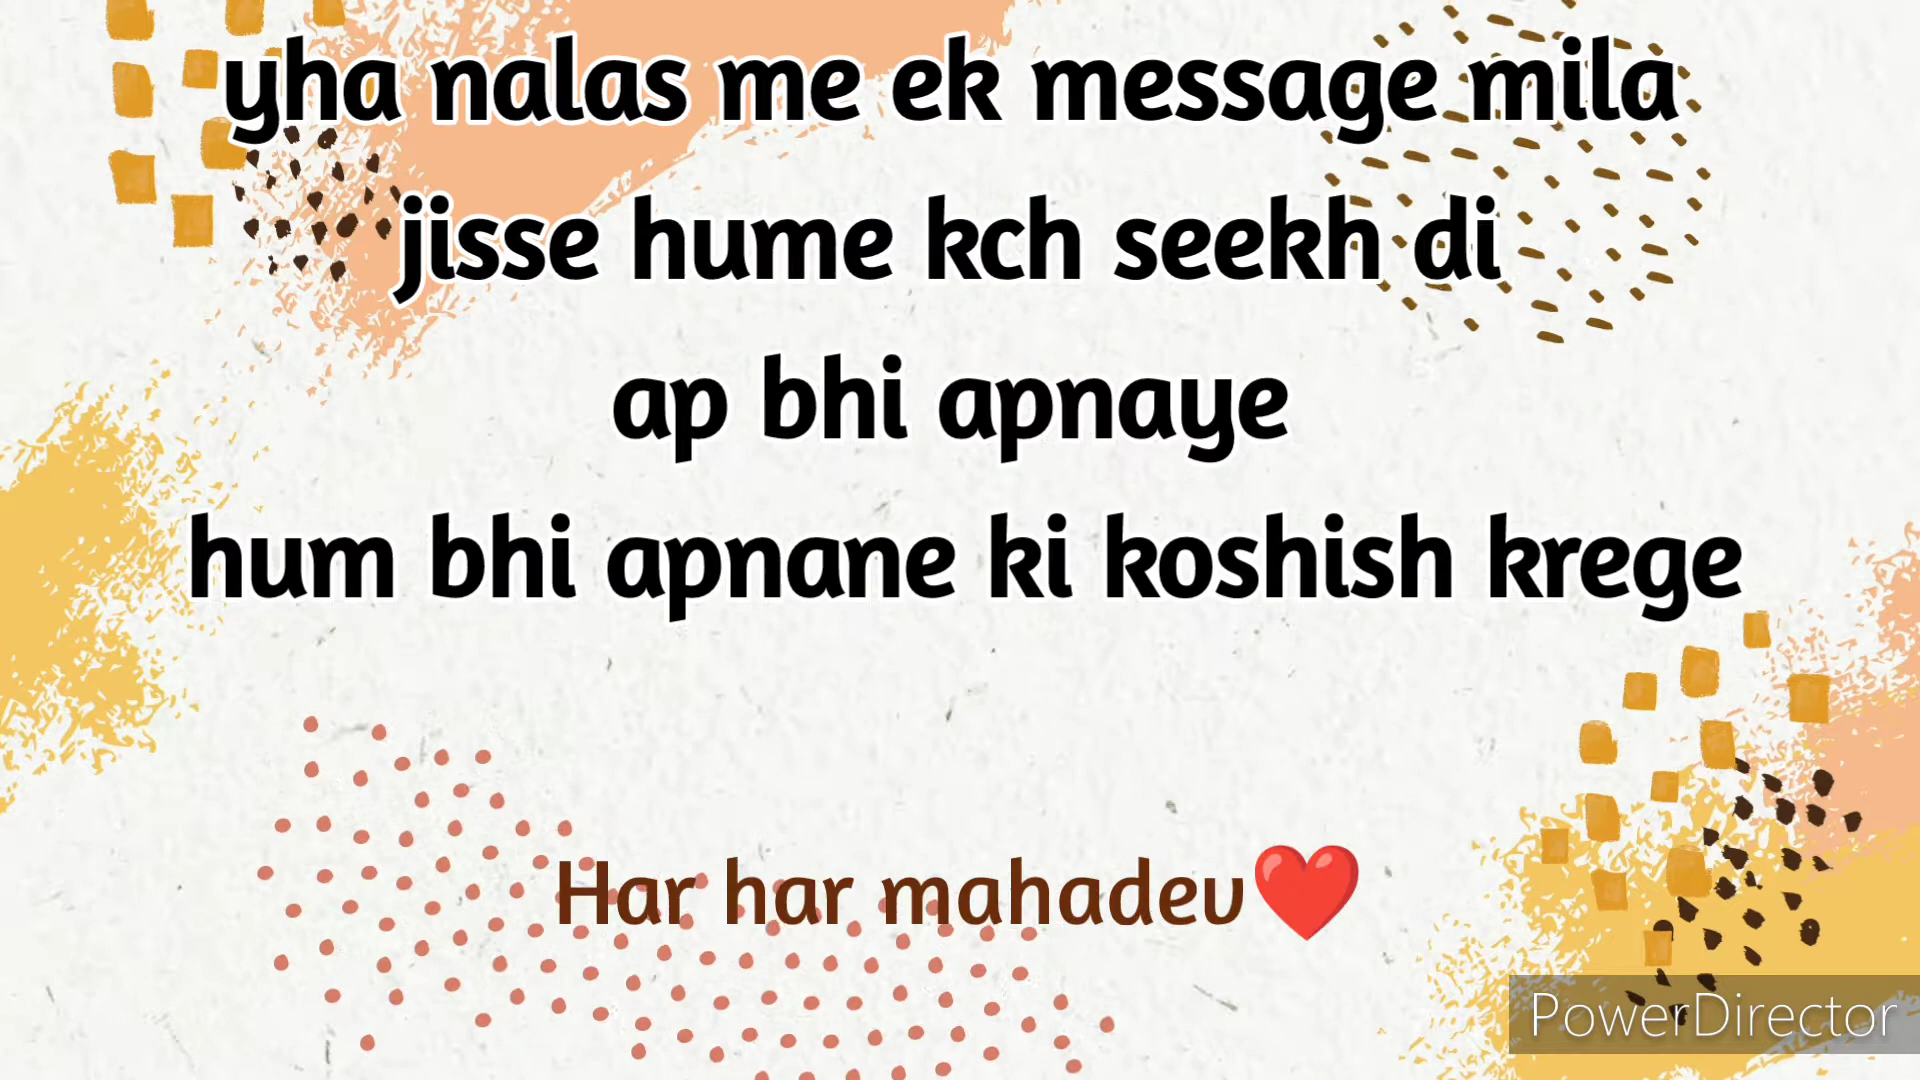 yha nalas me ek message mila
jisse hume kch seekh di
ap bhi apnaye
hum bhi apnane ki koshish krege
Har har mahadev❤️
PowerDirector